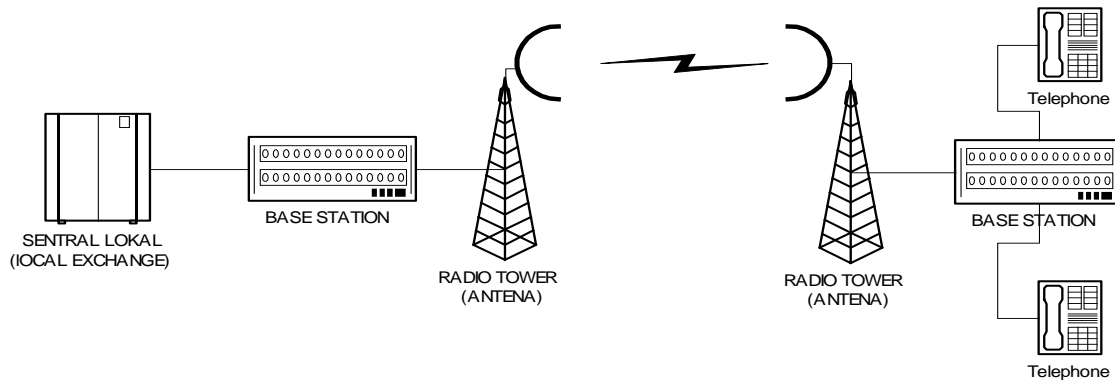 Telephone
BASE STATION
BASE STATION
SENTRAL LOKAL
(lOCAL EXCHANGE)
RADIO TOWER
(ANTENA)
RADIO TOWER
(ANTENA)
Telephone